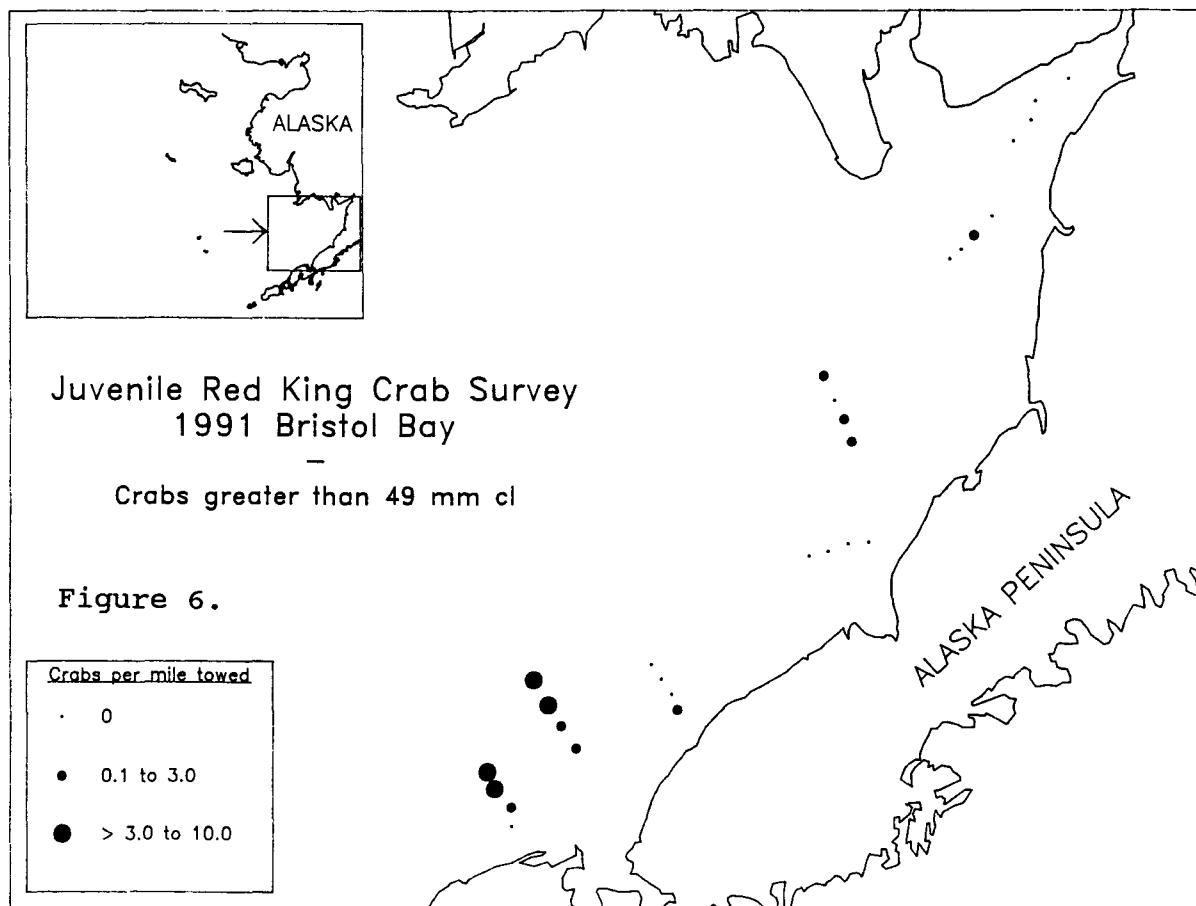 ALASKA
Juvenile Red King Crab Survey
1991 Bristol Bay
–
Crabs greater than 49 mm cl
Figure 6.
Crabs per mile towed
0
0.1 to 3.0
> 3.0 to 10.0
ALASKA PENINSULA